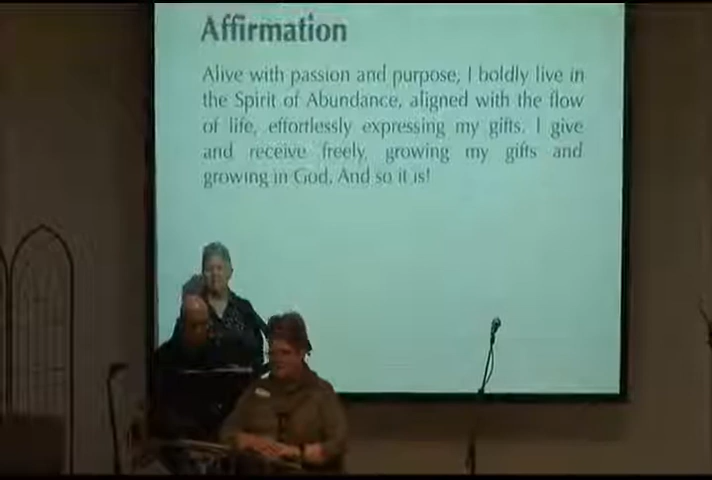 Affirmation
Alive with passion and purpose; I boldly live in
the Spirit of Abundance, aligned with the flow
of life, effortlessly expressing my gifts. I give
and receive freely, growing my gifts and
growing in God. And so it is!